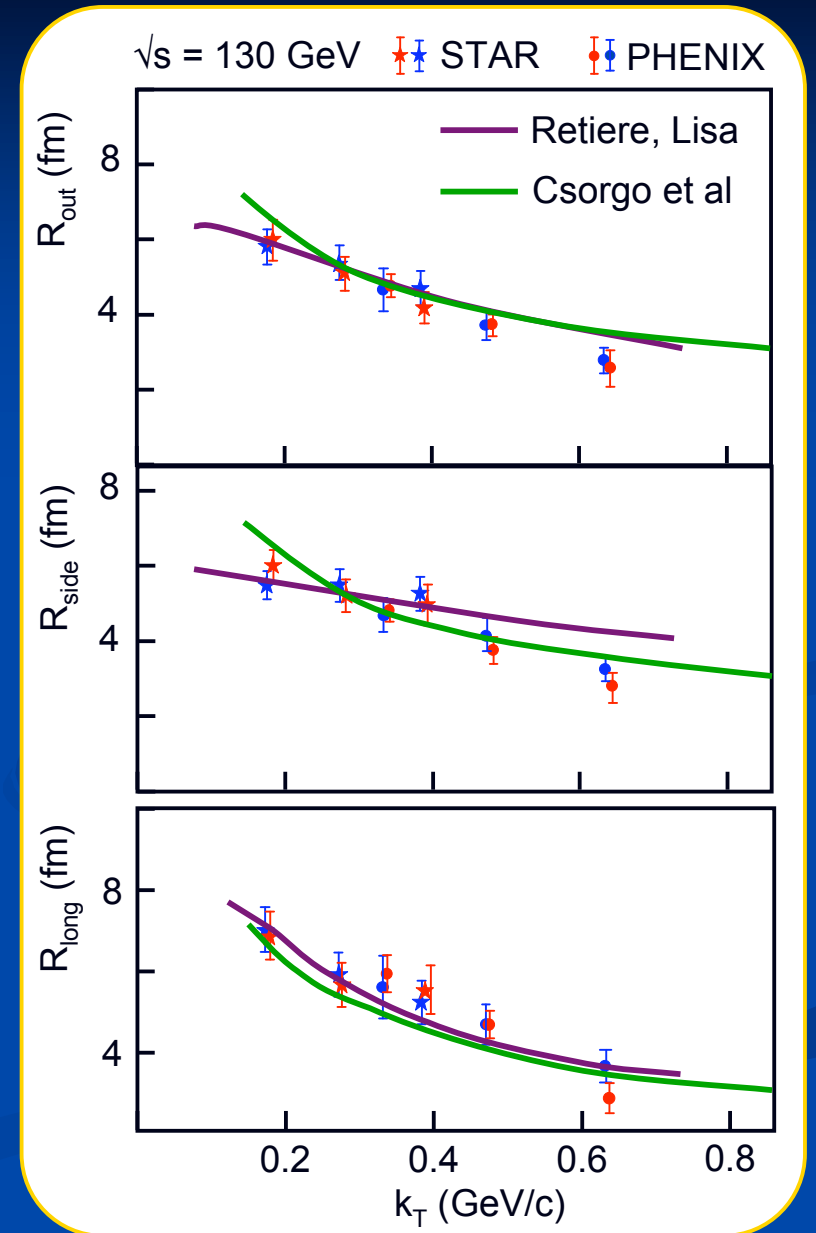 √s = 130 GeV STAR PHENIX
R_out (fm)
8
4
Retiere, Lisa
Csorgo et al
R_side (fm)
8
4
R_long (fm)
8
4
0.2 0.4 0.6 0.8
k_T (GeV/c)